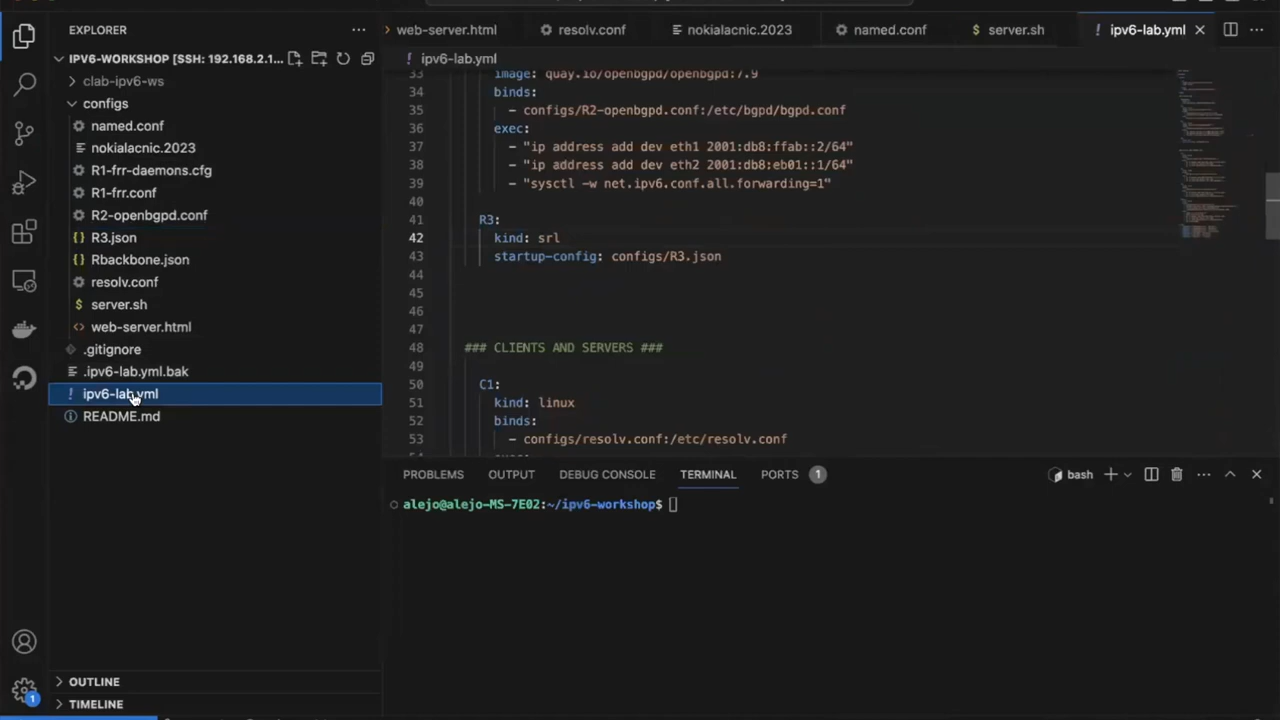 EXPLORER
IPV6-WORKSHOP [SSH: 192.168.2.1...
clab-ipv6-ws
configs
named.conf
nokialacnic.2023
R1-frr-daemons.cfg
R1-frr.conf
R2-openbgpd.conf
R3.json
Rbackbone.json
resolv.conf
server.sh
web-server.html
.gitignore
.ipv6-lab.yml.bak
ipv6-lab.yml
README.md
OUTLINE
TIMELINE
1
web-server.html
resolv.conf
nokialacnic.2023
named.conf
server.sh
ipv6-lab.yml
ipv6-lab.yml
33 image: quay.io/openbgpd/openbgpd:7.9
34 binds:
35 - configs/R2-openbgpd.conf:/etc/bgpd/bgpd.conf
36 exec:
37 - "ip address add dev eth1 2001:db8:ffab::2/64"
38 - "ip address add dev eth2 2001:db8:eb01::1/64"
39 - "sysctl -w net.ipv6.conf.all.forwarding=1"
40
41 R3:
42 kind: srl
43 startup-config: configs/R3.json
44
45
46
47
48 ### CLIENTS AND SERVERS ###
49
50 C1:
51 kind: linux
52 binds:
53 - configs/resolv.conf:/etc/resolv.conf
PROBLEMS OUTPUT DEBUG CONSOLE TERMINAL PORTS 1
bash
alejo@alejo-MS-7E02:~/ipv6-workshop$